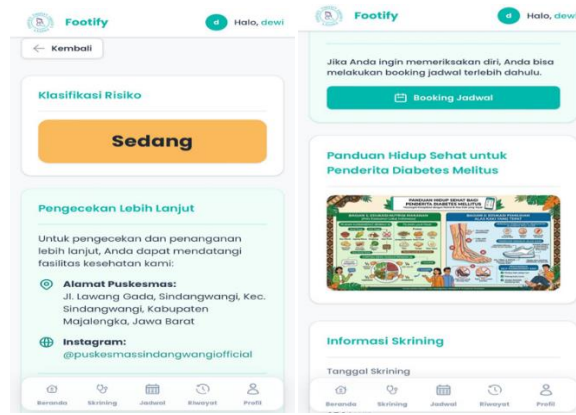 Footify
d
Halo, dewi
← Kembali
Klasifikasi Risiko
Sedang
Pengecekan Lebih Lanjut
Untuk pengecekan dan penanganan
lebih lanjut, Anda dapat mendatangi
fasilitas kesehatan kami:
Alamat Puskesmas:
Jl. Lawang Gada, Sindangwangi, Kec.
Sindangwangi, Kabupaten
Majalengka, Jawa Barat
Instagram:
@puskesmassindangwangiofficial
Beranda Skrining Jadwal Riwayat Profil
Footify
d
Halo, dewi
Jika Anda ingin memeriksakan diri, Anda bisa
melakukan booking jadwal terlebih dahulu.
Booking Jadwal
Panduan Hidup Sehat untuk
Penderita Diabetes Melitus
PANDUAN HIDUP SEHAT BAGI
PENDERITA DIABETES MELLITUS
Informasi Skrining
Tanggal Skrining
Beranda Skrining Jadwal Riwayat Profil